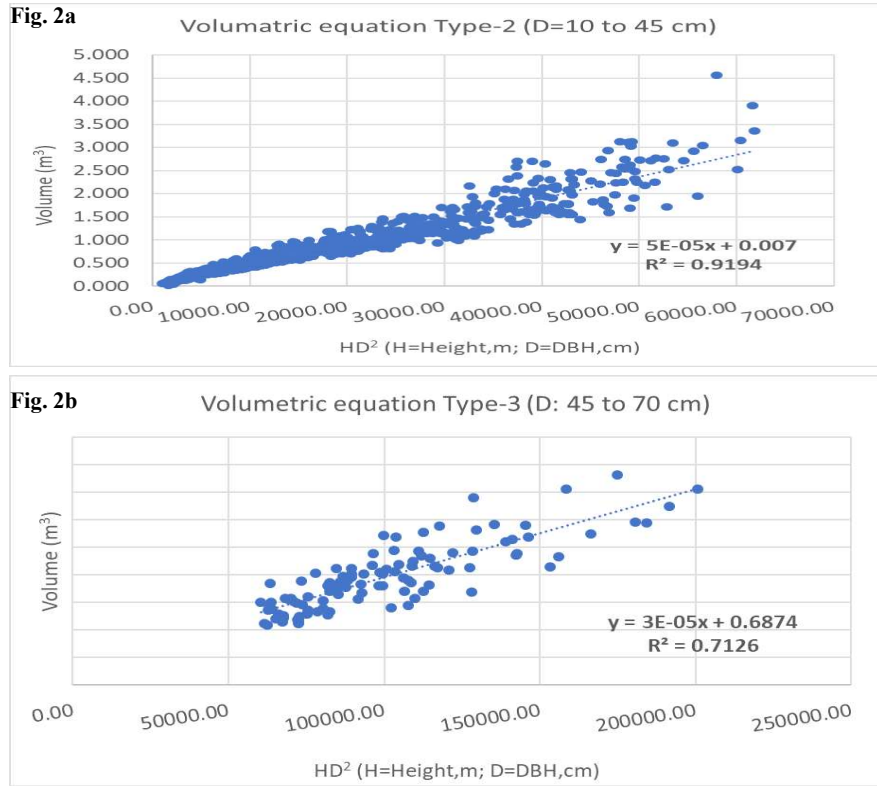 Fig. 2a
Volumatric equation Type-2 (D=10 to 45 cm)
5.000
4.500
4.000
3.500
3.000
2.500
2.000
1.500
1.000
0.500
0.000
Volume (m³)
y = 5E-05x + 0.007
R² = 0.9194
0.00 10000.00 20000.00 30000.00 40000.00 50000.00 60000.00 70000.00
HD² (H=Height,m; D=DBH,cm)
Fig. 2b
Volumetric equation Type-3 (D: 45 to 70 cm)
Volume (m³)
y = 3E-05x + 0.6874
R² = 0.7126
0.00 50000.00 100000.00 150000.00 200000.00 250000.00
HD² (H=Height,m; D=DBH,cm)